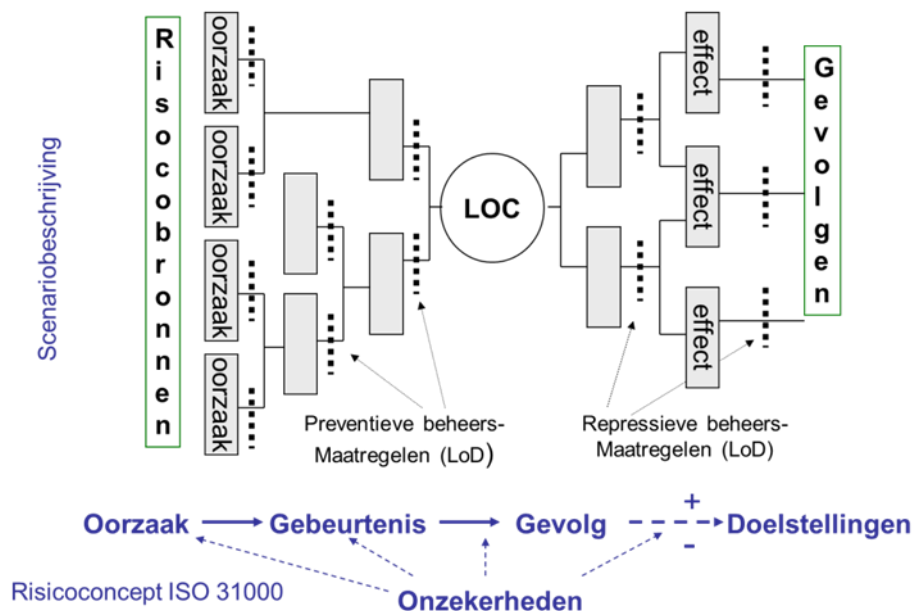 Scenariobeschrijving
Risocobronnen
oorzaak
oorzaak
oorzaak
oorzaak
LOC
effect
effect
effect
Gevolgen
Preventieve beheers-
Maatregelen (LoD)
Repressieve beheers-
Maatregelen (LoD)
Oorzaak Gebeurtenis Gevolg + - Doelstellingen
Risicoconcept ISO 31000
Onzekerheden